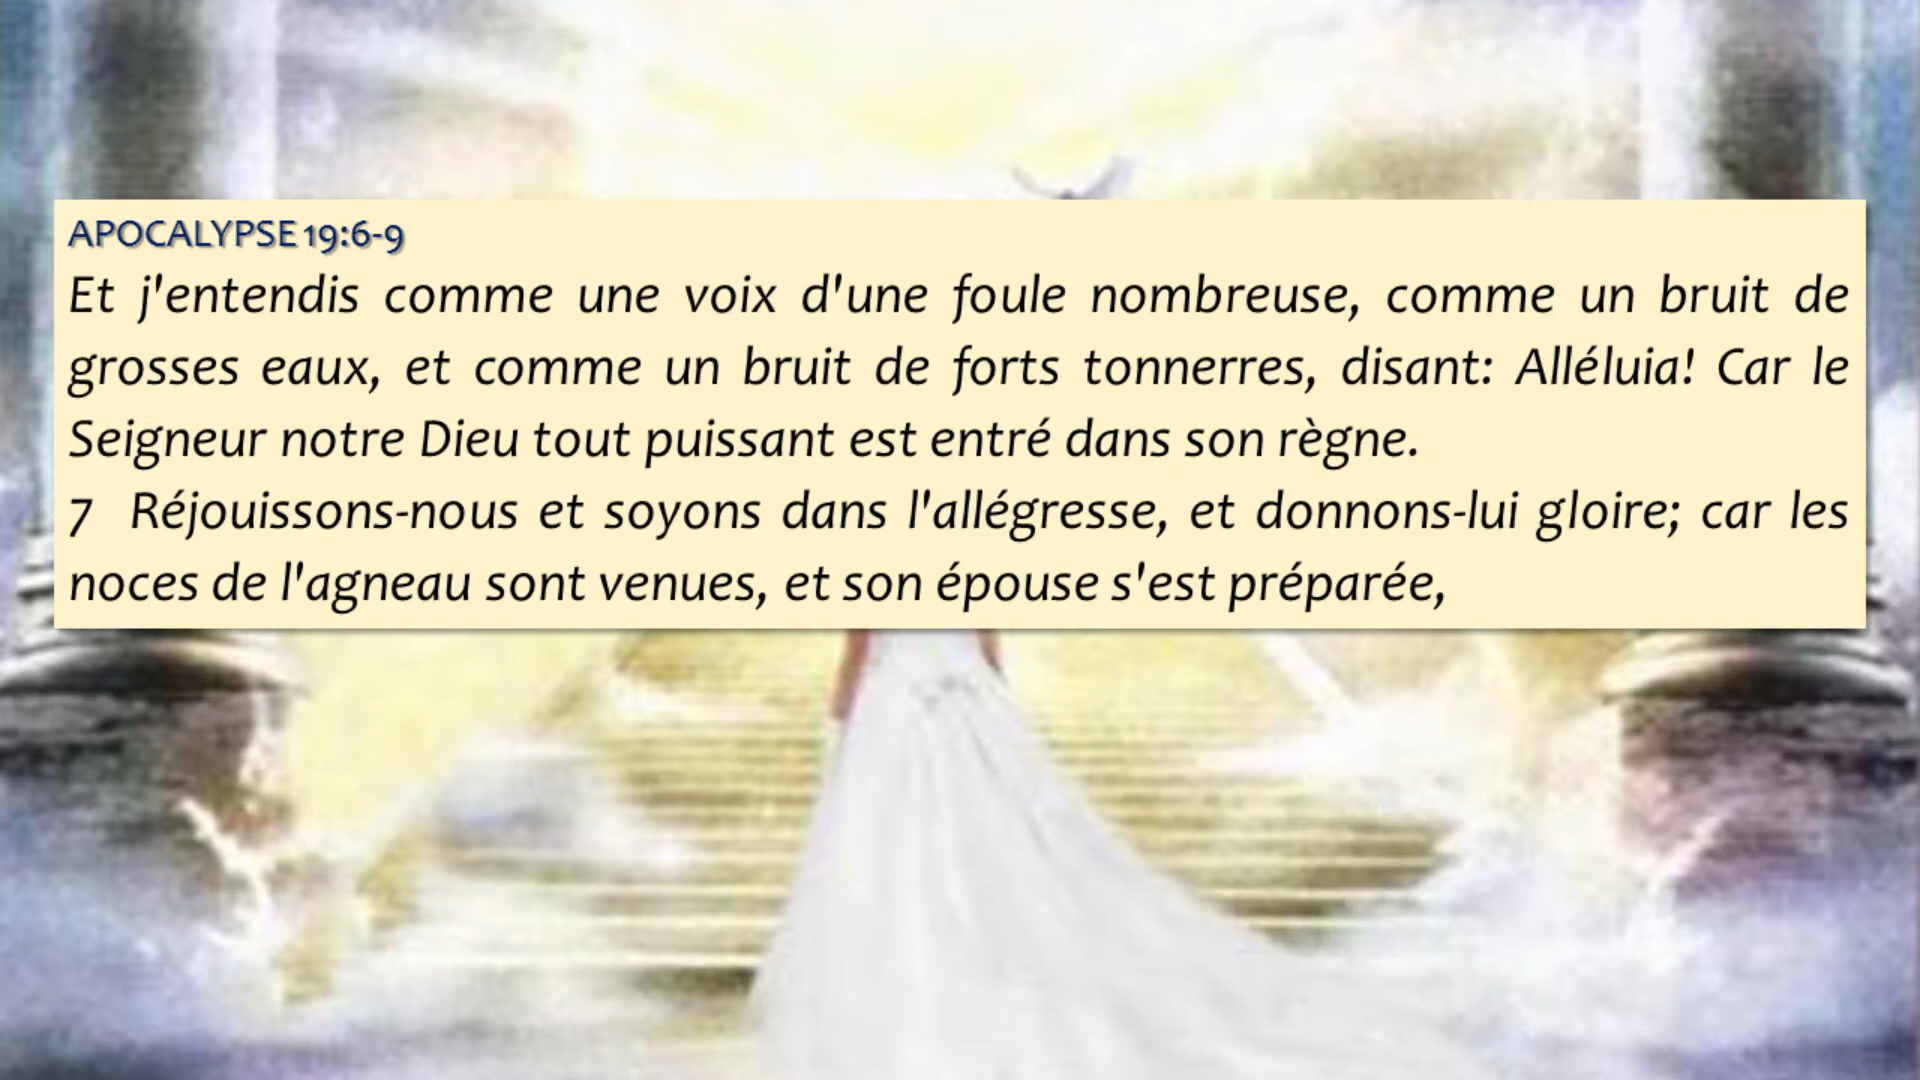 APOCALYPSE 19:6-9
Et j'entendis comme une voix d'une foule nombreuse, comme un bruit de
grosses eaux, et comme un bruit de forts tonnerres, disant: Alléluia! Car le
Seigneur notre Dieu tout puissant est entré dans son règne.
7 Réjouissons-nous et soyons dans l'allégresse, et donnons-lui gloire; car les
noces de l'agneau sont venues, et son épouse s'est préparée,